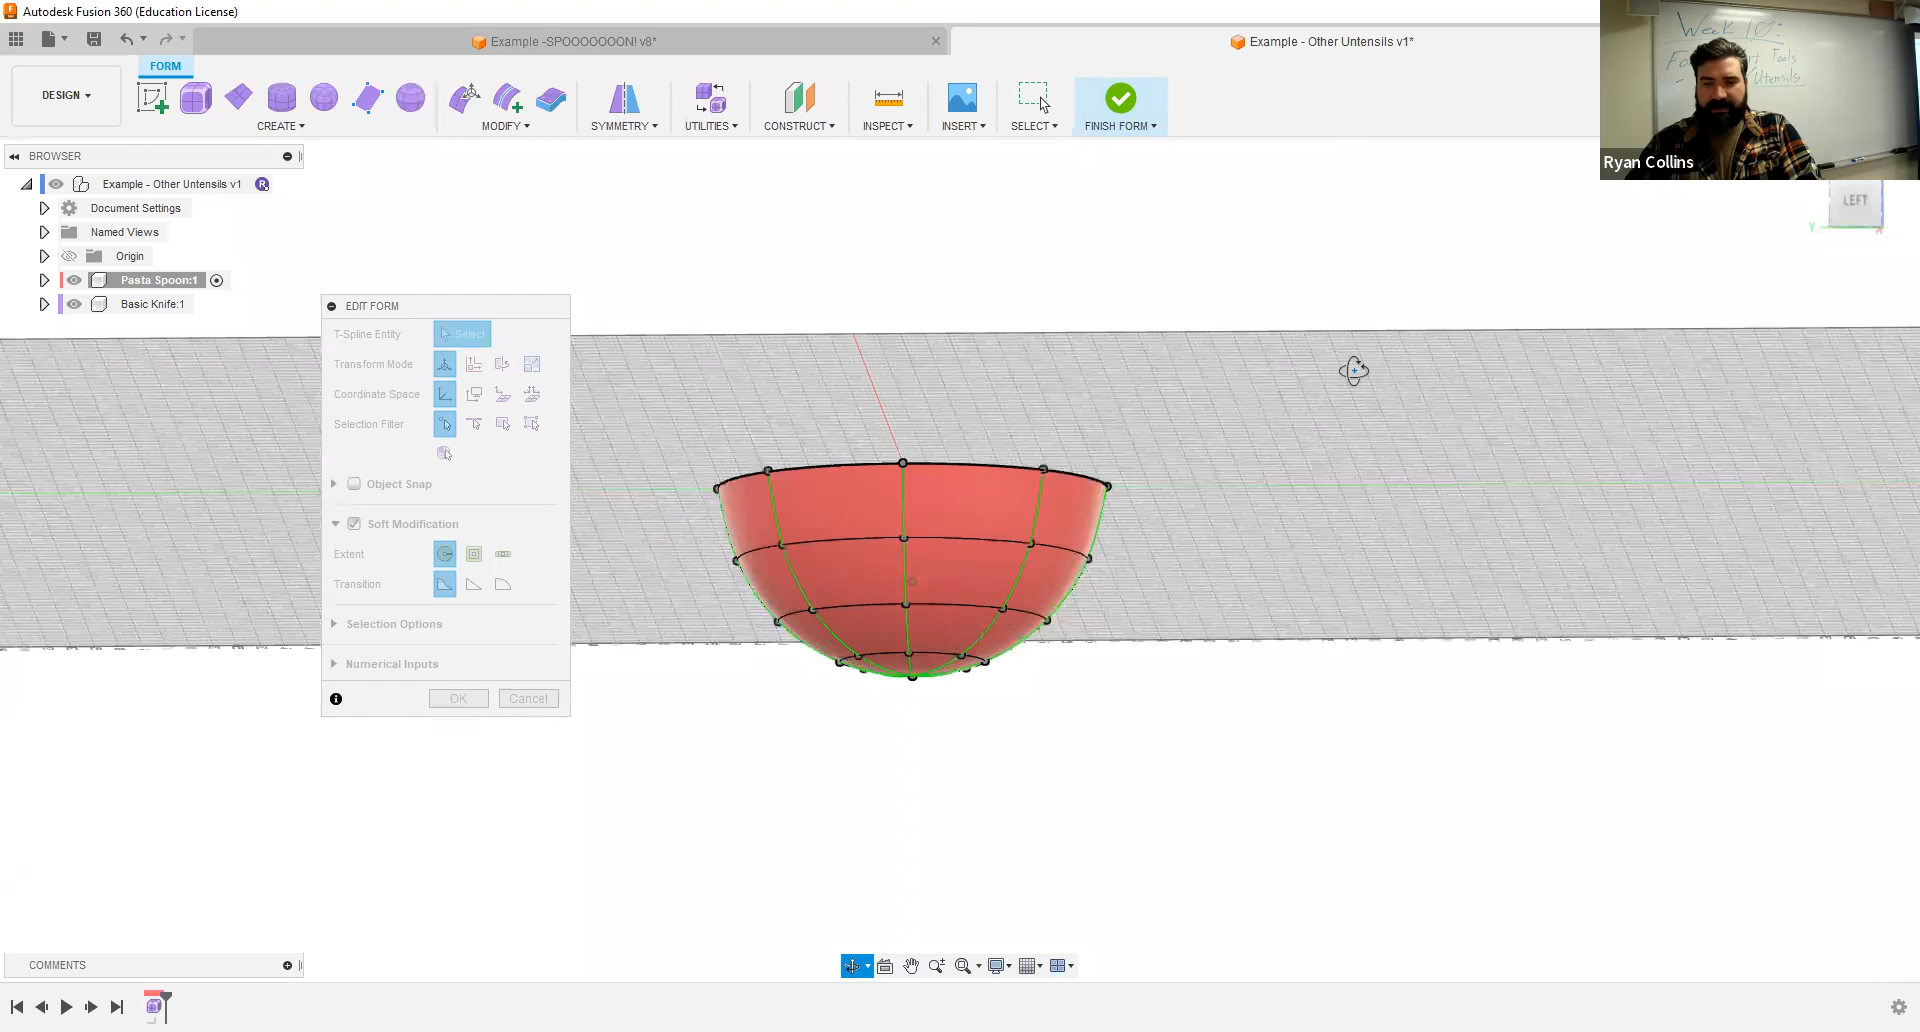 Autodesk Fusion 360 (Education License)
Example -SPOOOOOOON! v8*
Example - Other Untensils v1*
FORM
DESIGN
CREATE
MODIFY
SYMMETRY
UTILITIES
CONSTRUCT
INSPECT
INSERT
SELECT
FINISH FORM
Week 10:
Tools
Utensils
Ryan Collins
BROWSER
Example - Other Untensils v1
R
Document Settings
Named Views
Origin
Pasta Spoon:1
Basic Knife:1
LEFT
Y
X
EDIT FORM
T-Spline Entity
Select
Transform Mode
Coordinate Space
Selection Filter
Object Snap
Soft Modification
Extent
Transition
Selection Options
Numerical Inputs
OK
Cancel
COMMENTS